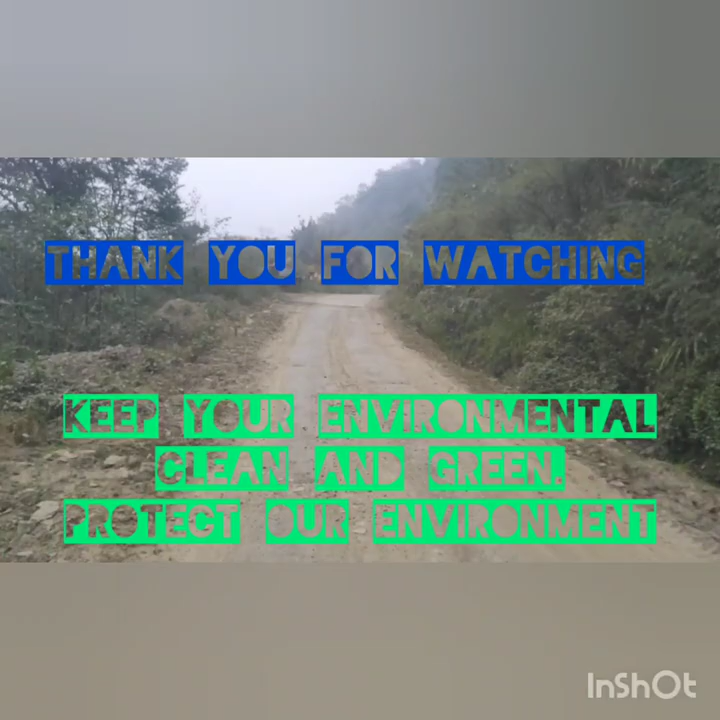 THANK YOU FOR WATCHING
KEEP YOUR ENVIRONMENTAL
CLEAN AND GREEN.
PROTECT OUR ENVIRONMENT
InShOt